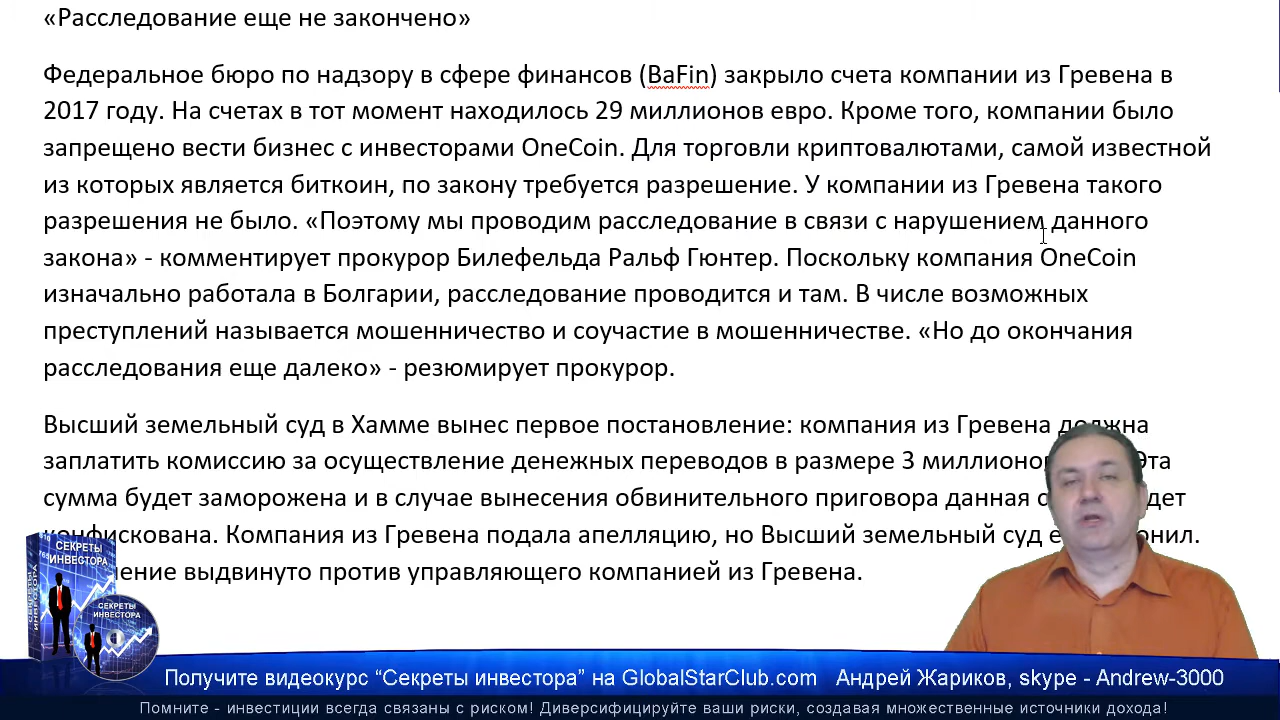 «Расследование еще не закончено»
Федеральное бюро по надзору в сфере финансов (BaFin) закрыло счета компании из Гревена в
2017 году. На счетах в тот момент находилось 29 миллионов евро. Кроме того, компании было
запрещено вести бизнес с инвесторами OneCoin. Для торговли криптовалютами, самой известной
из которых является биткоин, по закону требуется разрешение. У компании из Гревена такого
разрешения не было. «Поэтому мы проводим расследование в связи с нарушением данного
закона» - комментирует прокурор Билефельда Ральф Гюнтер. Поскольку компания OneCoin
изначально работала в Болгарии, расследование проводится и там. В числе возможных
преступлений называется мошенничество и соучастие в мошенничестве. «Но до окончания
расследования еще далеко» - резюмирует прокурор.
Высший земельный суд в Хамме вынес первое постановление: компания из Гревена должна
заплатить комиссию за осуществление денежных переводов в размере 3 Эта
сумма будет заморожена и в случае вынесения обвинительного приговора данная
конфискована. Компания из Гревена подала апелляцию, но Высший земельный суд
выдвинуто против управляющего компанией из Гревена.
СЕКРЕТЫ
ИНВЕСТОРА
СЕКРЕТЫ
ИНВЕСТОРА
Получите видеокурс “Секреты инвестора” на GlobalStarClub.com Андрей Жариков, skype - Andrew-3000
Помните - инвестиции всегда связаны с риском! Диверсифицируйте ваши риски, создавая множественные источники дохода!